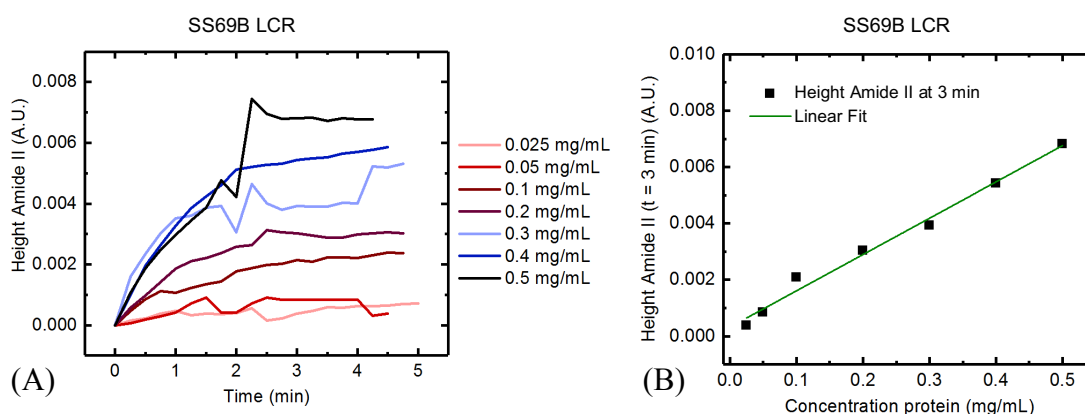 SS69B LCR
Height Amide II (A.U.)
0.008
0.006
0.004
0.002
0.000
0 1 2 3 4 5
Time (min)
0.025 mg/mL
0.05 mg/mL
0.1 mg/mL
0.2 mg/mL
0.3 mg/mL
0.4 mg/mL
0.5 mg/mL
(A)
SS69B LCR
Height Amide II (t = 3 min) (A.U.)
0.010
0.008
0.006
0.004
0.002
0.000
0.0 0.1 0.2 0.3 0.4 0.5
Concentration protein (mg/mL)
Height Amide II at 3 min
Linear Fit
(B)